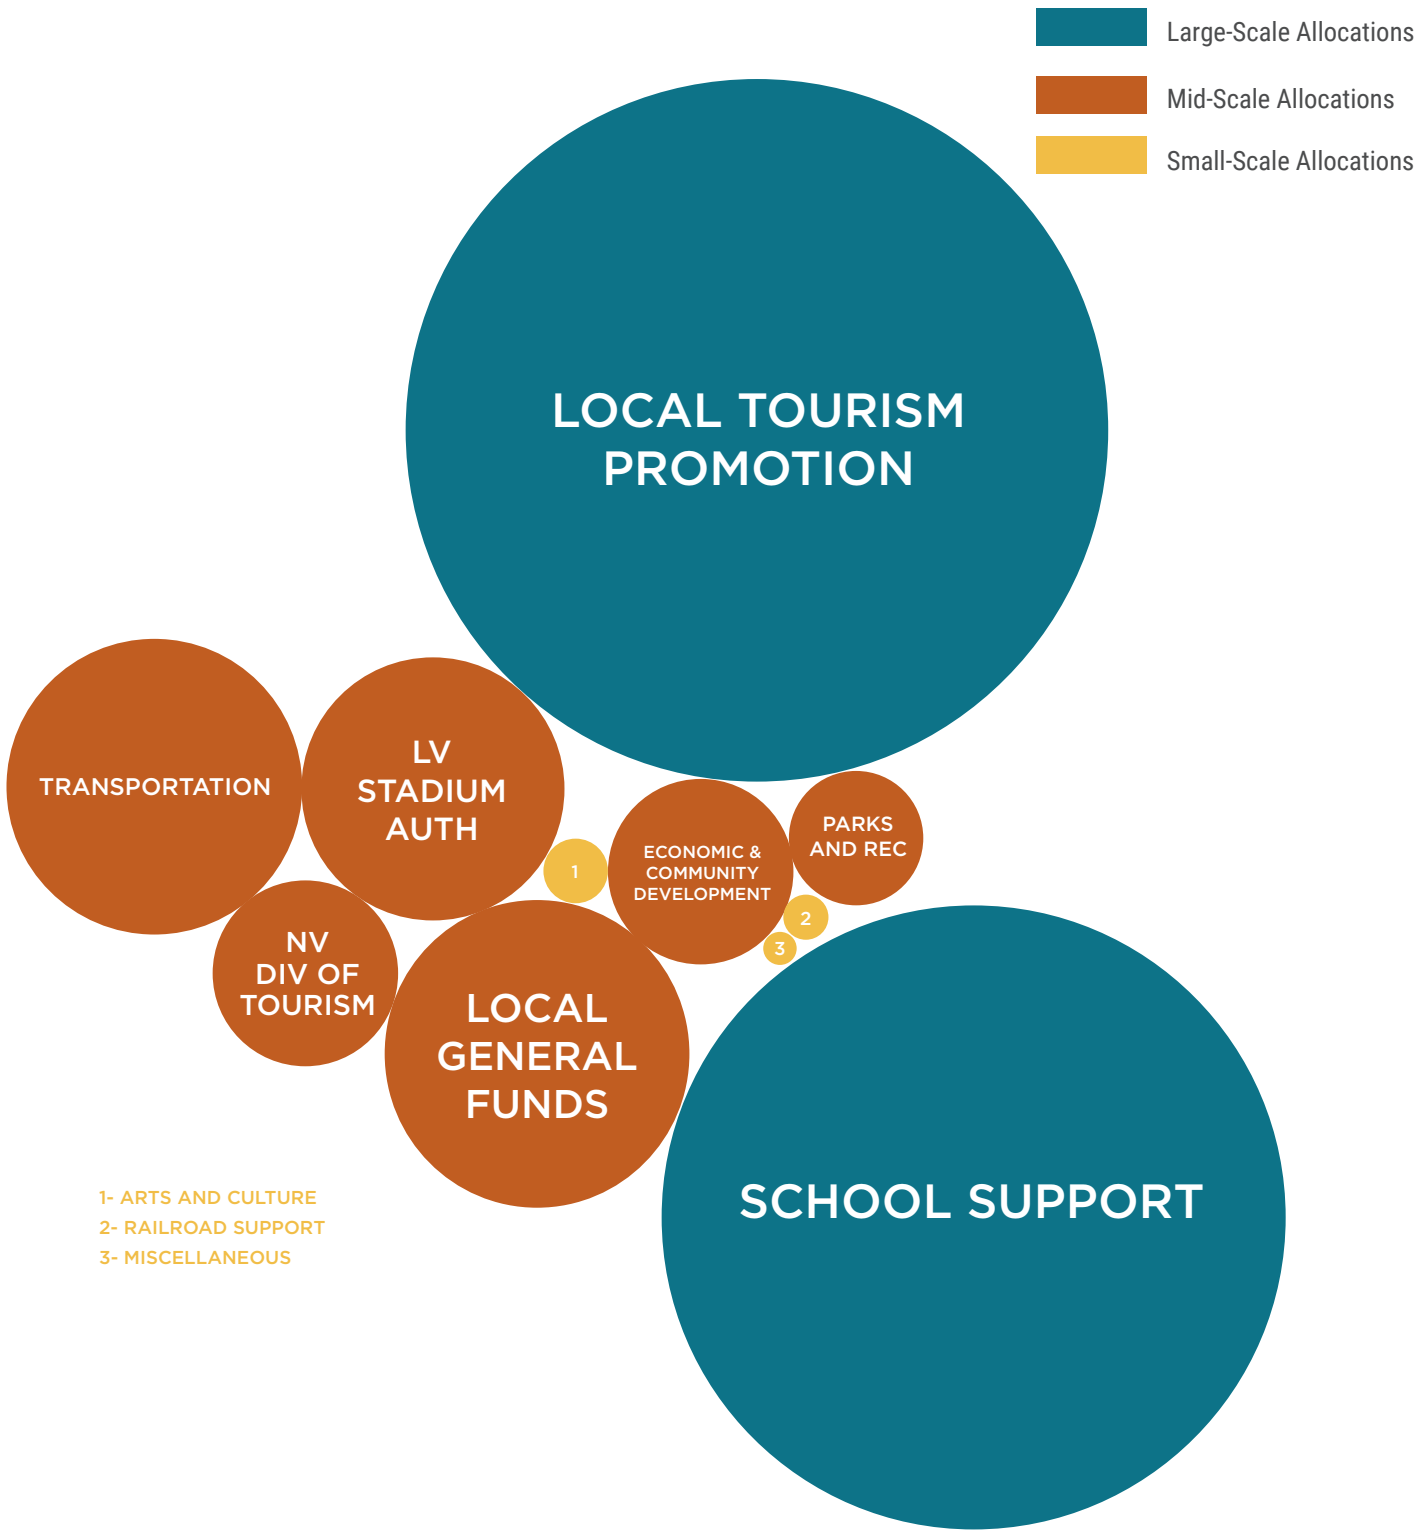 Large-Scale Allocations
Mid-Scale Allocations
Small-Scale Allocations
LOCAL TOURISM
PROMOTION
TRANSPORTATION
LV
STADIUM
AUTH
1
ECONOMIC &
COMMUNITY
DEVELOPMENT
PARKS
AND REC
2
3
NV
DIV OF
TOURISM
LOCAL
GENERAL
FUNDS
SCHOOL SUPPORT
1- ARTS AND CULTURE
2- RAILROAD SUPPORT
3- MISCELLANEOUS